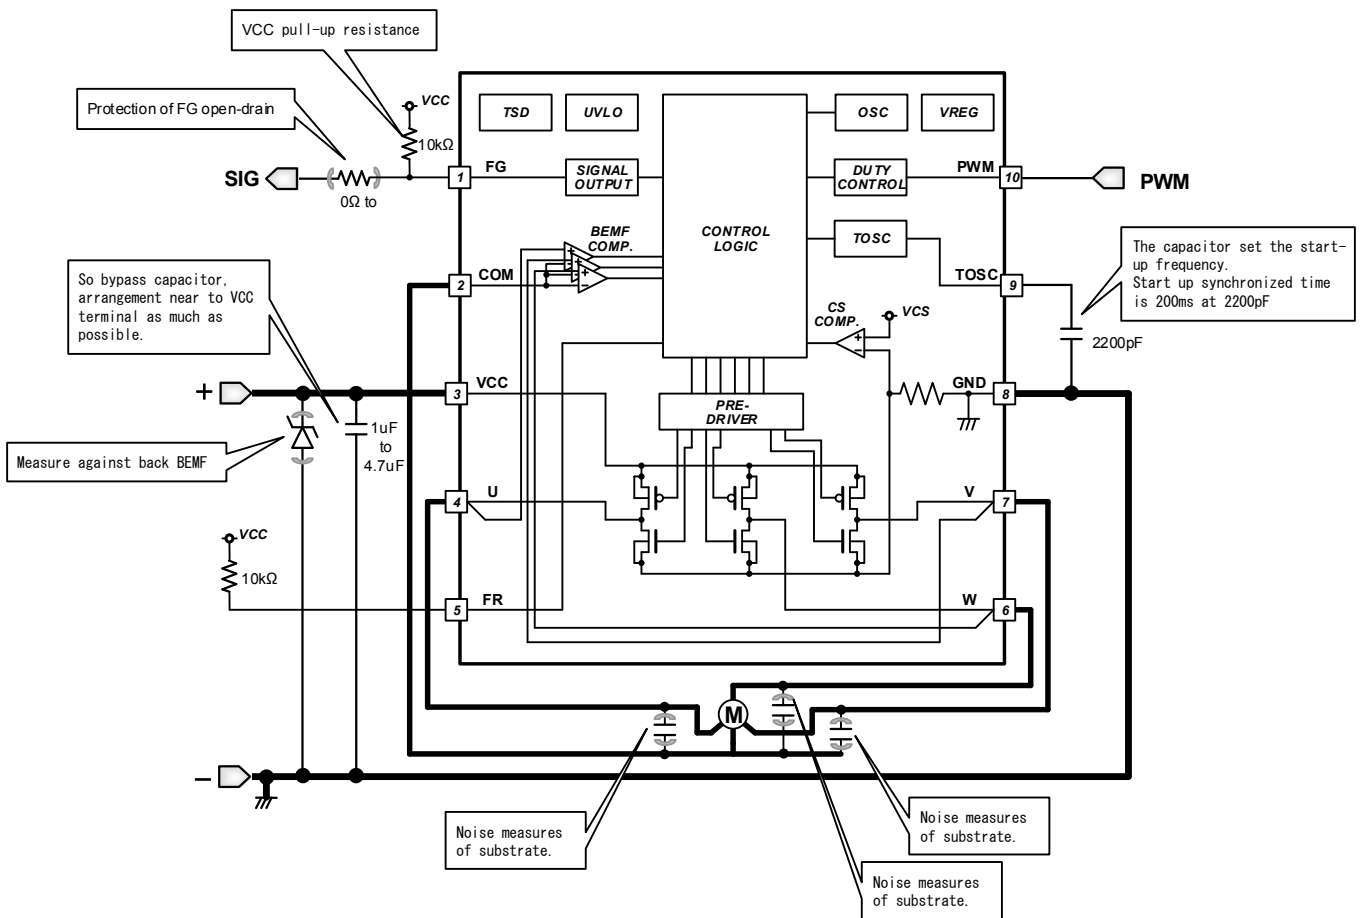 VCC pull-up resistance
Protection of FG open-drain
VCC
10kΩ
TSD
UVLO
OSC
VREG
SIG
0Ω to
1
FG
SIGNAL
OUTPUT
DUTY
CONTROL
PWM
10
PWM
BEMF
COMP.
CONTROL
LOGIC
TOSC
So bypass capacitor,
arrangement near to VCC
terminal as much as
possible.
2
COM
TOSC
9
The capacitor set the start-
up frequency.
Start up synchronized time
is 200ms at 2200pF
CS
COMP.
VCS
2200pF
+
3
VCC
GND
8
PRE-
DRIVER
1uF
to
4.7uF
Measure against back BEMF
4
U
V
7
VCC
10kΩ
5
FR
W
6
M
–
Noise measures
of substrate.
Noise measures
of substrate.
Noise measures
of substrate.